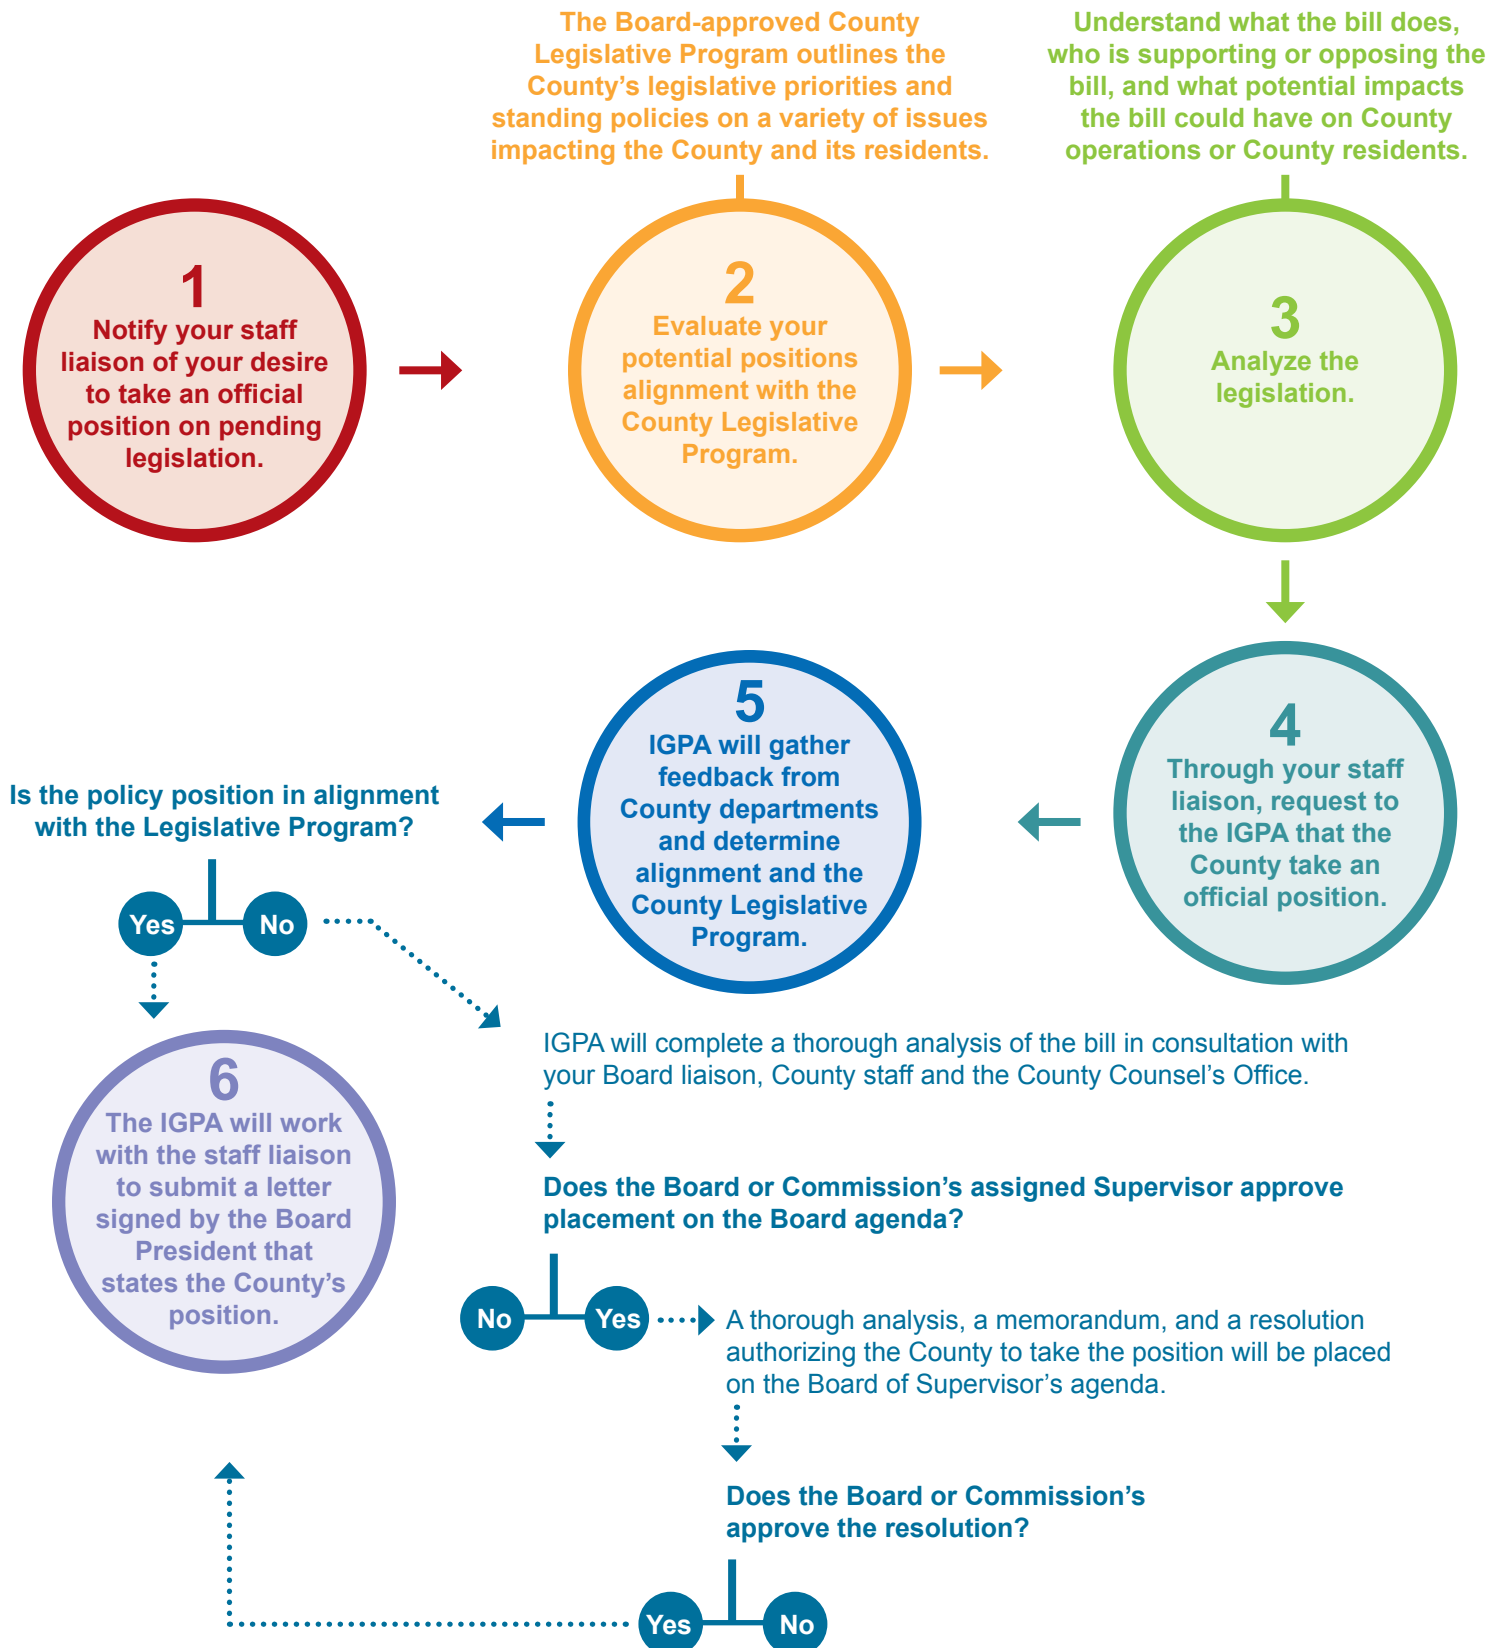 The Board-approved County
Legislative Program outlines the
County's legislative priorities and
standing policies on a variety of issues
impacting the County and its residents.
Understand what the bill does,
who is supporting or opposing the
bill, and what potential impacts
the bill could have on County
operations or County residents.
1
Notify your staff
liaison of your desire
to take an official
position on pending
legislation.
2
Evaluate your
potential positions
alignment with the
County Legislative
Program.
3
Analyze the
legislation.
4
Through your staff
liaison, request to
the IGPA that the
County take an
official position.
5
IGPA will gather
feedback from
County departments
and determine
alignment and the
County Legislative
Program.
Is the policy position in alignment
with the Legislative Program?
Yes
No
6
The IGPA will work
with the staff liaison
to submit a letter
signed by the Board
President that
states the County's
position.
IGPA will complete a thorough analysis of the bill in consultation with
your Board liaison, County staff and the County Counsel's Office.
Does the Board or Commission's assigned Supervisor approve
placement on the Board agenda?
No
Yes
A thorough analysis, a memorandum, and a resolution
authorizing the County to take the position will be placed
on the Board of Supervisor's agenda.
Does the Board or Commission's
approve the resolution?
Yes
No